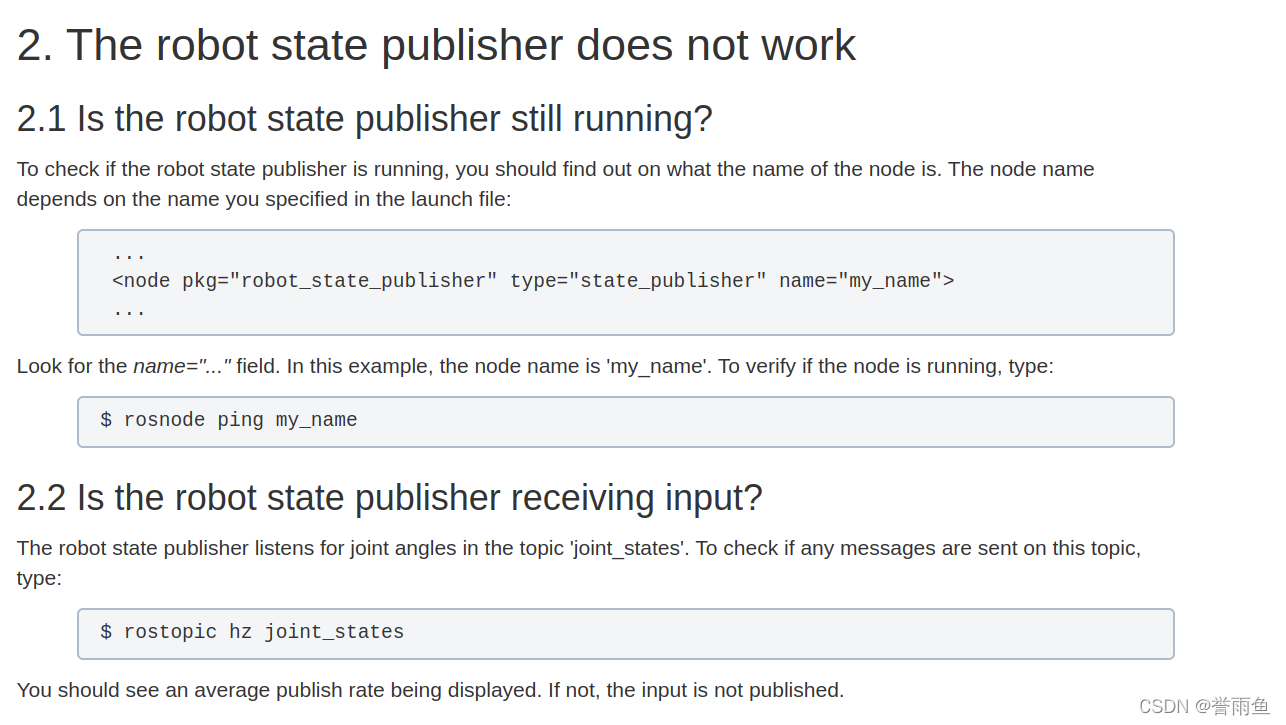 2. The robot state publisher does not work
2.1 Is the robot state publisher still running?
To check if the robot state publisher is running, you should find out on what the name of the node is. The node name
depends on the name you specified in the launch file:
...
<node pkg="robot_state_publisher" type="state_publisher" name="my_name">
...
Look for the name="..." field. In this example, the node name is 'my_name'. To verify if the node is running, type:
$ rosnode ping my_name
2.2 Is the robot state publisher receiving input?
The robot state publisher listens for joint angles in the topic 'joint_states'. To check if any messages are sent on this topic,
type:
$ rostopic hz joint_states
You should see an average publish rate being displayed. If not, the input is not published.
CSDN @誉雨鱼